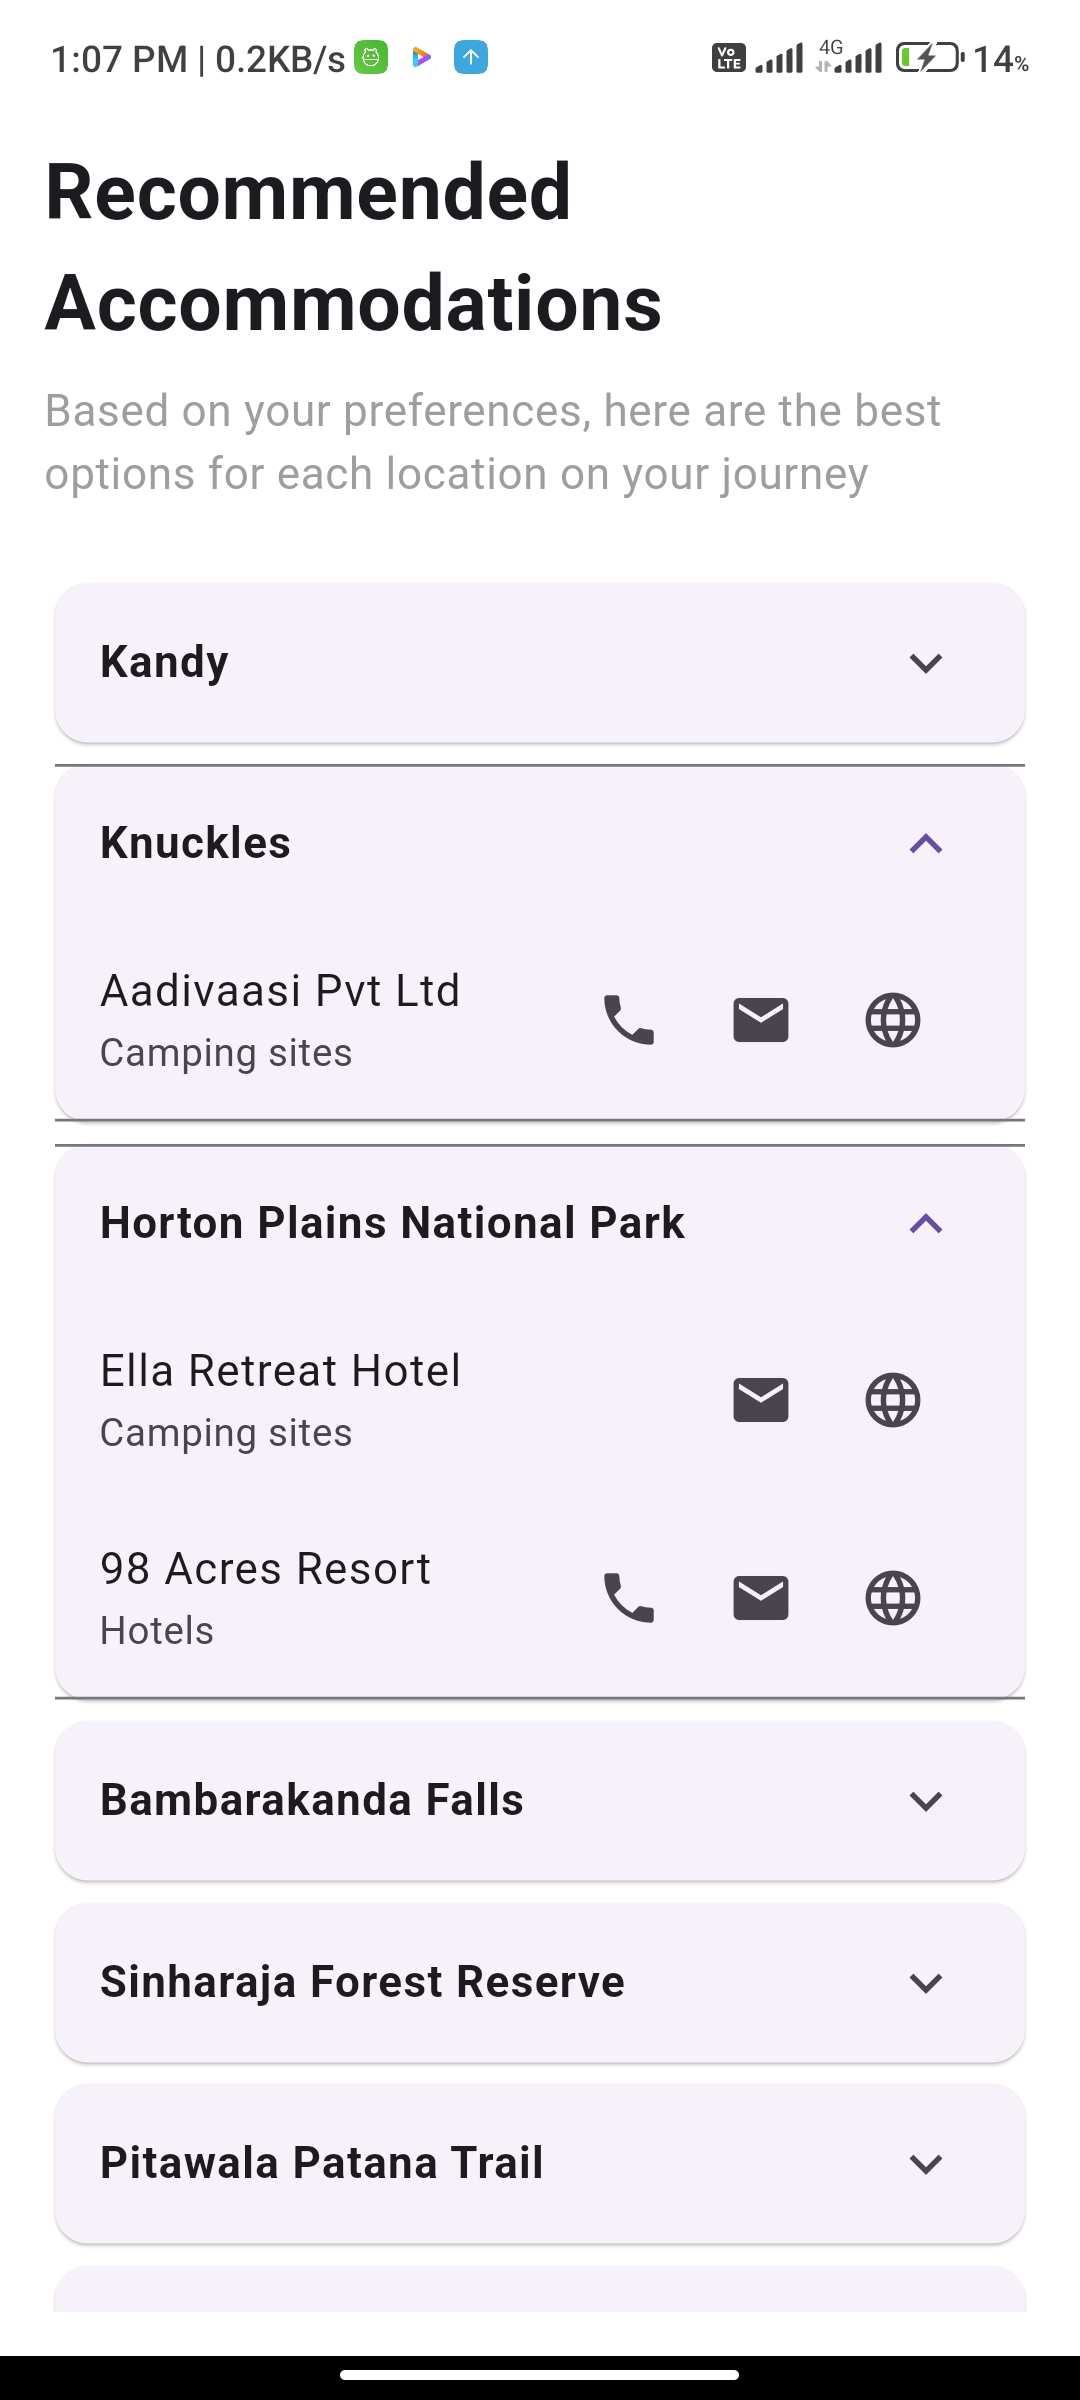 1:07 PM | 0.2KB/s VoLTE 4G 14%
Recommended
Accommodations
Based on your preferences, here are the best
options for each location on your journey
Kandy
Knuckles
Aadivaasi Pvt Ltd
Camping sites
Horton Plains National Park
Ella Retreat Hotel
Camping sites
98 Acres Resort
Hotels
Bambarakanda Falls
Sinharaja Forest Reserve
Pitawala Patana Trail